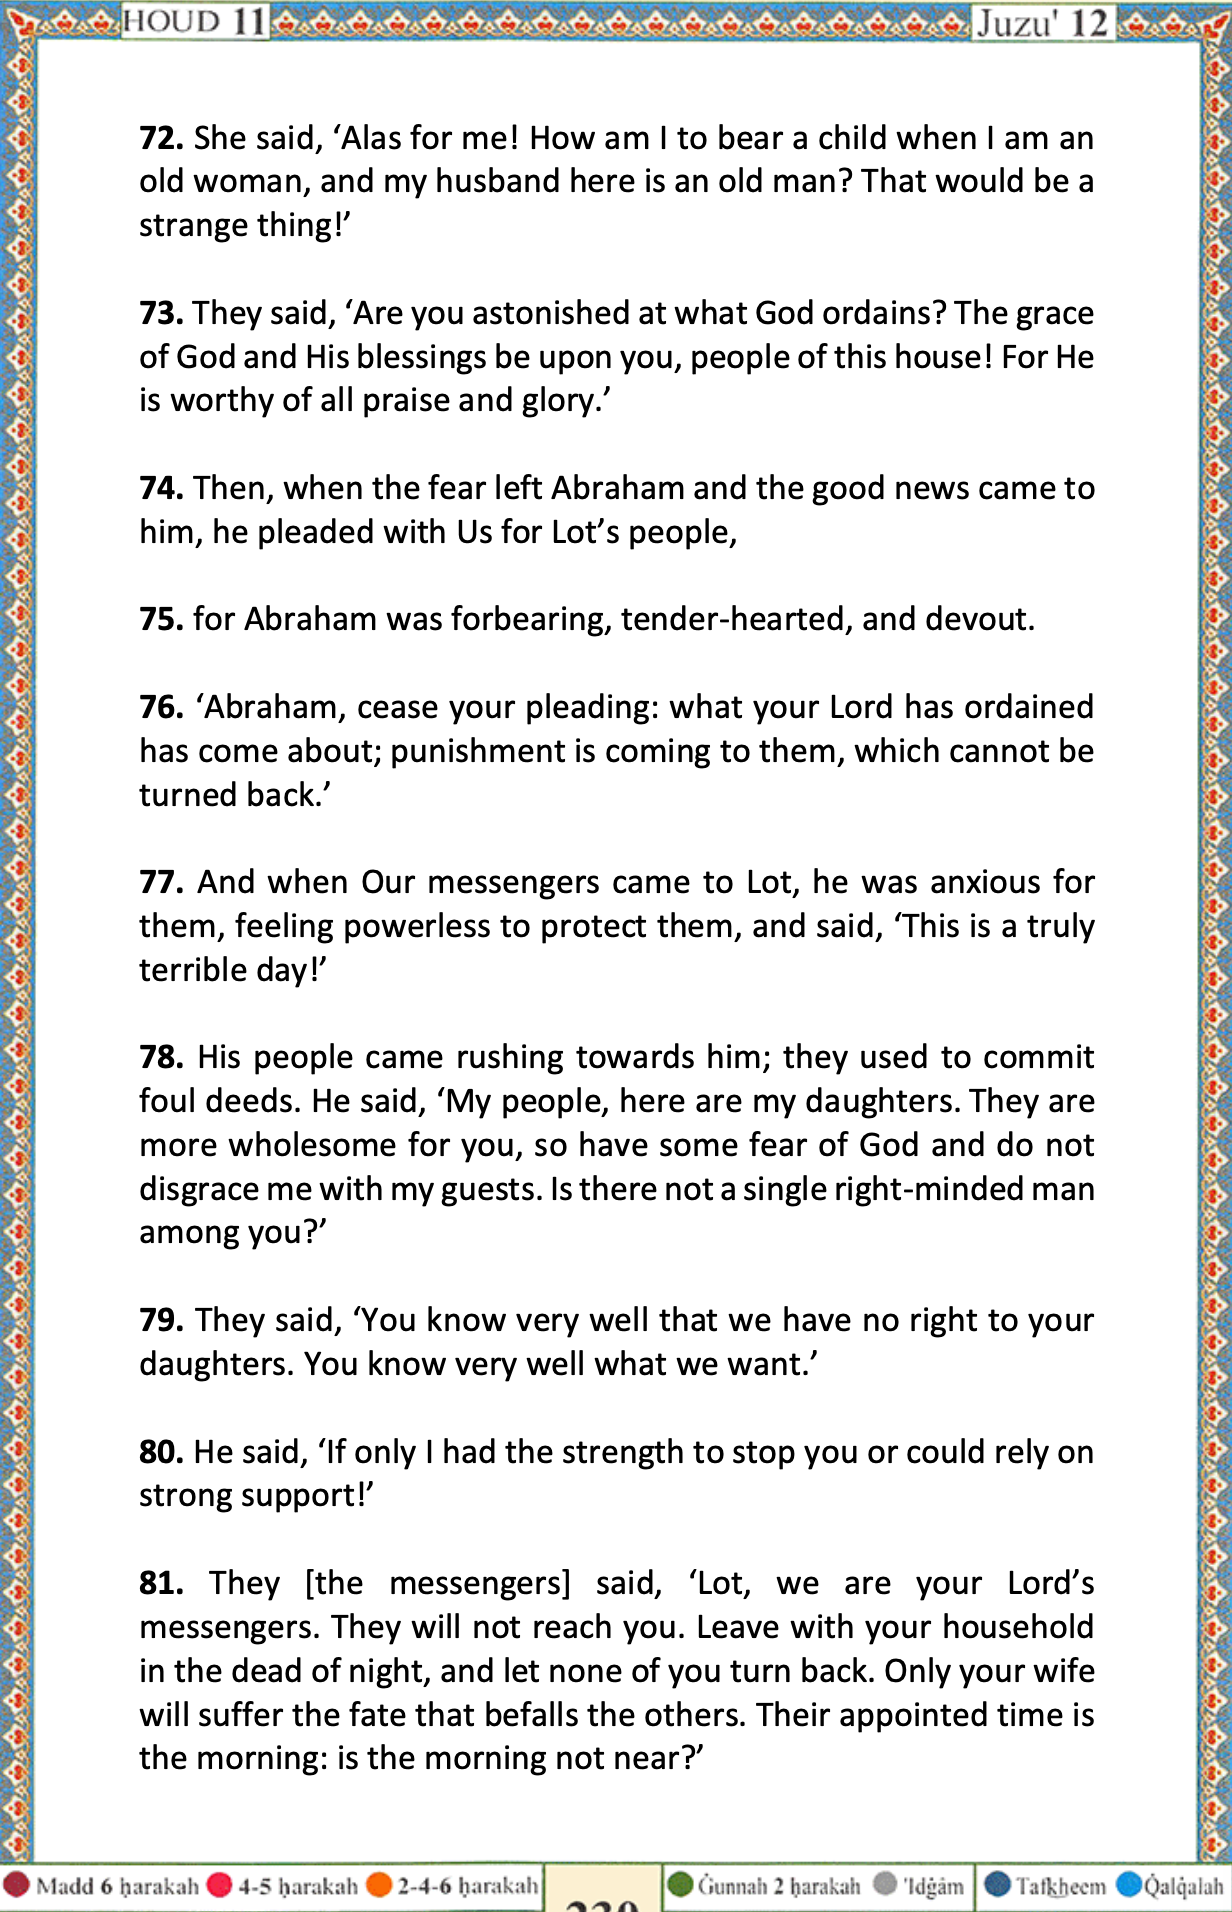 HOUD 11 Juzu' 12
72. She said, ‘Alas for me! How am I to bear a child when I am an
old woman, and my husband here is an old man? That would be a
strange thing!’
73. They said, ‘Are you astonished at what God ordains? The grace
of God and His blessings be upon you, people of this house! For He
is worthy of all praise and glory.’
74. Then, when the fear left Abraham and the good news came to
him, he pleaded with Us for Lot’s people,
75. for Abraham was forbearing, tender-hearted, and devout.
76. ‘Abraham, cease your pleading: what your Lord has ordained
has come about; punishment is coming to them, which cannot be
turned back.’
77. And when Our messengers came to Lot, he was anxious for
them, feeling powerless to protect them, and said, ‘This is a truly
terrible day!’
78. His people came rushing towards him; they used to commit
foul deeds. He said, ‘My people, here are my daughters. They are
more wholesome for you, so have some fear of God and do not
disgrace me with my guests. Is there not a single right-minded man
among you?’
79. They said, ‘You know very well that we have no right to your
daughters. You know very well what we want.’
80. He said, ‘If only I had the strength to stop you or could rely on
strong support!’
81. They [the messengers] said, ‘Lot, we are your Lord’s
messengers. They will not reach you. Leave with your household
in the dead of night, and let none of you turn back. Only your wife
will suffer the fate that befalls the others. Their appointed time is
the morning: is the morning not near?’
Madd 6 ḥarakah 4-5 ḥarakah 2-4-6 ḥarakah Ġunnah 2 ḥarakah 'Idġâm Tafkheem Q̇alq̇alah